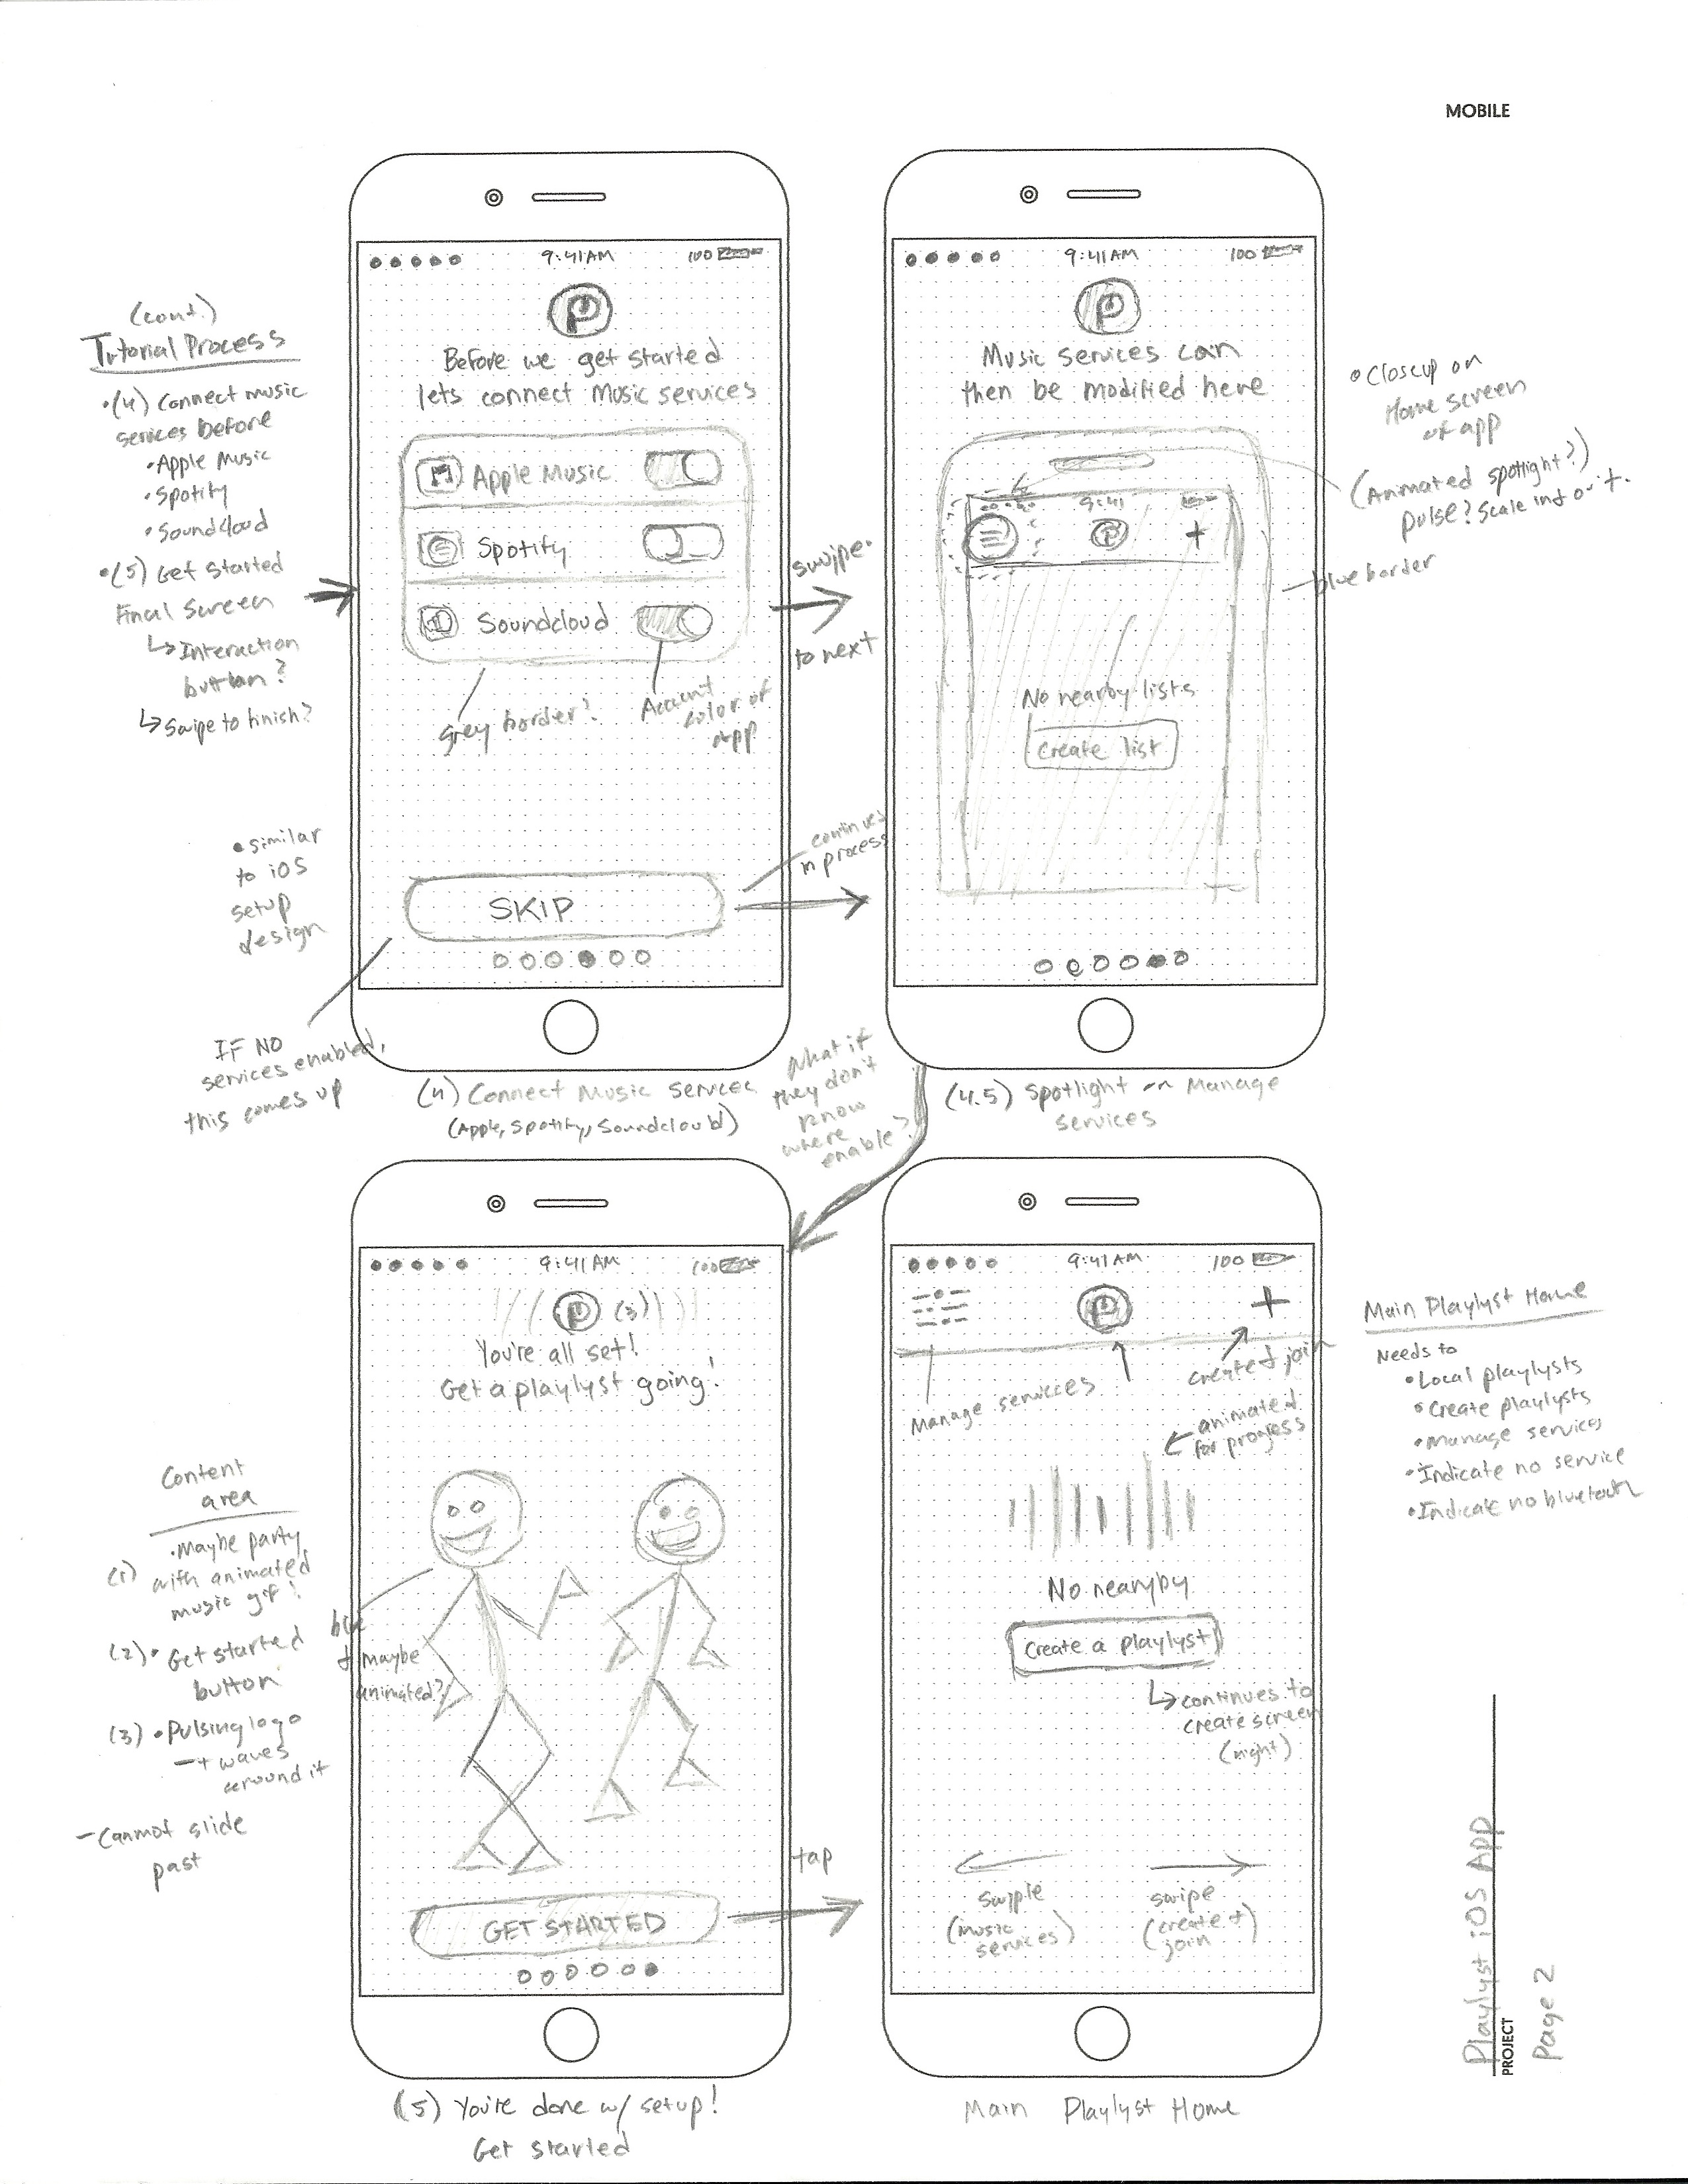 MOBILE
(cont.)
Tutorial Process
•(4) Connect music
services before
•Apple Music
•Spotify
•Soundcloud
•(5) Get Started
Final Screen
↳Interaction
button?
↳Swipe to finish?
•similar
to iOS
setup
design
IF NO
services enabled,
this comes up
9:41AM
100
P
Before we get started
lets connect Music services
Apple Music
Spotify
Soundcloud
Grey border?
Accent
color of
App
SKIP
(4) Connect Music Services
(Apple, Spotify, Soundcloud)
swipe
to next
continues
in process
9:41AM
100
P
Music services can
then be modified here
9:41
P
+
No nearby lists
Create list
(4.5) Spotlight on Manage
services
•Closeup on
Home screen
of app
(Animated spotlight?)
pulse? Scale in+out.
blue border
What if
they don't
know
where
enable?
Content
area
(1) •Maybe party
with animated
music gif!
(2)• Get started
button
(3) •Pulsing logo
→+ waves
around it
-Cannot slide
past
9:41AM
100
P (3)
You're all set!
Get a playlyst going!
blue
+ maybe
animated?
GET STARTED
(5) You're done w/ setup!
Get started
tap
9:41AM
100
P
+
Manage services
create+join
animated
for progress
No nearyby
Create a playlyst
↳continues to
create screen
(right)
swiple
(music
services)
swipe
(create+
join)
Main Playlyst Home
Main Playlyst Home
Needs to
•Local playlysts
•Create playlysts
•Manage services
•Indicate no service
•Indicate no bluetooth
Playlyst iOS APP
PROJECT
Page 2